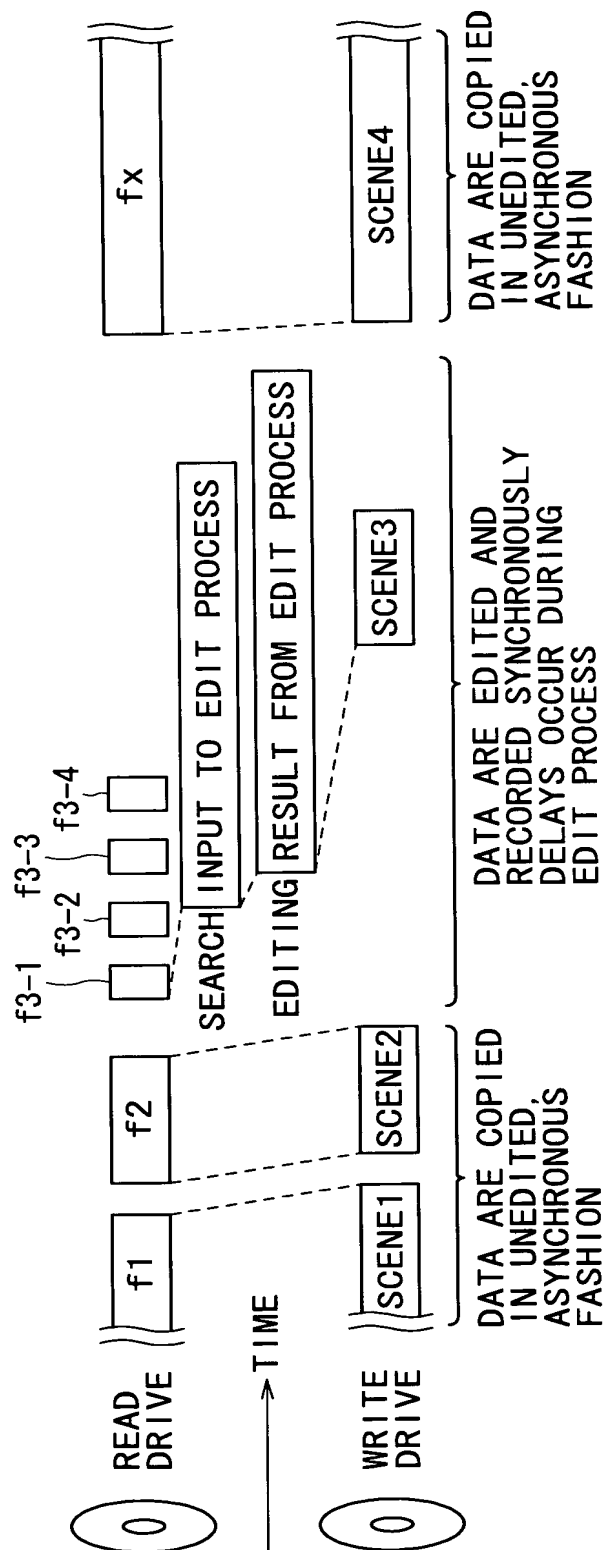 READ
DRIVE
f1
f2
f3-1
f3-2
f3-3
f3-4
fx
TIME
SEARCH
INPUT TO EDIT PROCESS
EDITING
RESULT FROM EDIT PROCESS
WRITE
DRIVE
SCENE1
SCENE2
SCENE3
SCENE4
DATA ARE COPIED
IN UNEDITED,
ASYNCHRONOUS
FASHION
DATA ARE EDITED AND
RECORDED SYNCHRONOUSLY
DELAYS OCCUR DURING
EDIT PROCESS
DATA ARE COPIED
IN UNEDITED,
ASYNCHRONOUS
FASHION